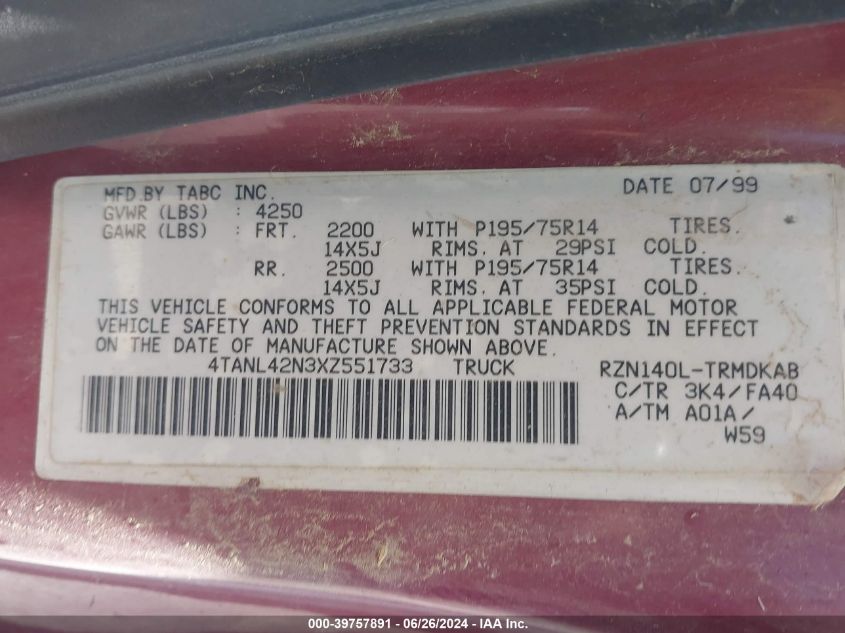 MFD.BY TABC INC. DATE 07/99
GVWR (LBS) : 4250
GAWR (LBS) : FRT. 2200 WITH P195/75R14 TIRES.
14X5J RIMS. AT 29PSI COLD.
RR. 2500 WITH P195/75R14 TIRES.
14X5J RIMS. AT 35PSI COLD.
THIS VEHICLE CONFORMS TO ALL APPLICABLE FEDERAL MOTOR
VEHICLE SAFETY AND THEFT PREVENTION STANDARDS IN EFFECT
ON THE DATE OF MANUFACTURE SHOWN ABOVE.
4TANL42N3XZ551733 TRUCK RZN140L-TRMDKAB
C/TR 3K4/FA40
A/TM A01A/
W59
000-39757891 - 06/26/2024 - IAA Inc.